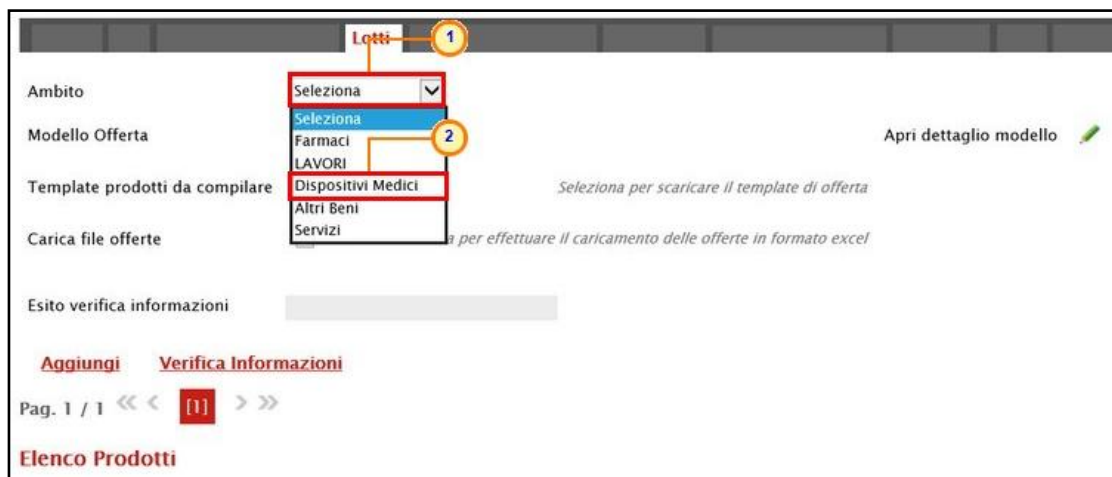 Lotti 1
Ambito Seleziona
Seleziona
Modello Offerta Farmaci 2 Apri dettaglio modello
LAVORI
Template prodotti da compilare Dispositivi Medici Seleziona per scaricare il template di offerta
Altri Beni
Carica file offerte Servizi a per effettuare il caricamento delle offerte in formato excel
Esito verifica informazioni
Aggiungi Verifica Informazioni
Pag. 1 / 1 [1]
Elenco Prodotti